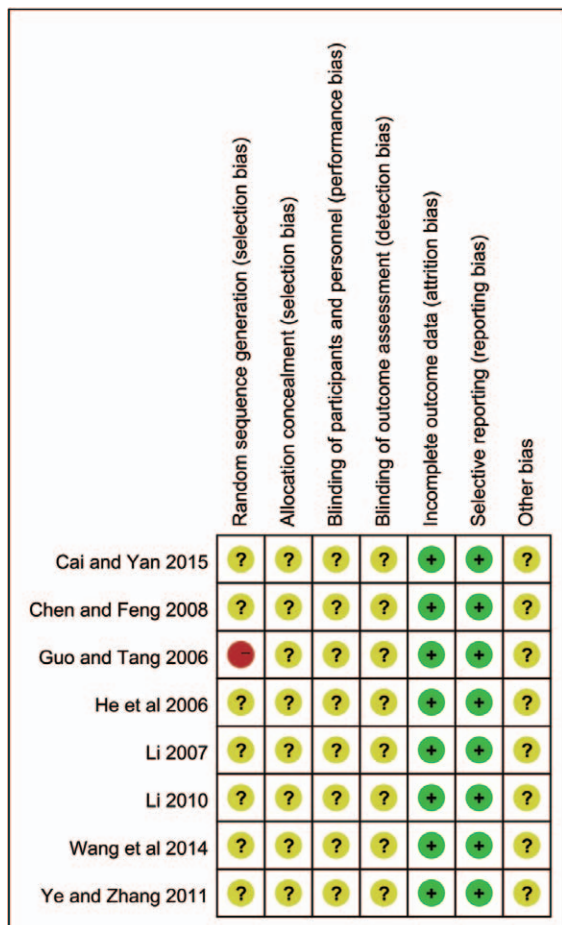 Random sequence generation (selection bias)
Allocation concealment (selection bias)
Blinding of participants and personnel (performance bias)
Blinding of outcome assessment (detection bias)
Incomplete outcome data (attrition bias)
Selective reporting (reporting bias)
Other bias
Cai and Yan 2015 ? ? ? ? + + ?
Chen and Feng 2008 ? ? ? ? + + ?
Guo and Tang 2006 - ? ? ? + + ?
He et al 2006 ? ? ? ? + + ?
Li 2007 ? ? ? ? + + ?
Li 2010 ? ? ? ? + + ?
Wang et al 2014 ? ? ? ? + + ?
Ye and Zhang 2011 ? ? ? ? + + ?